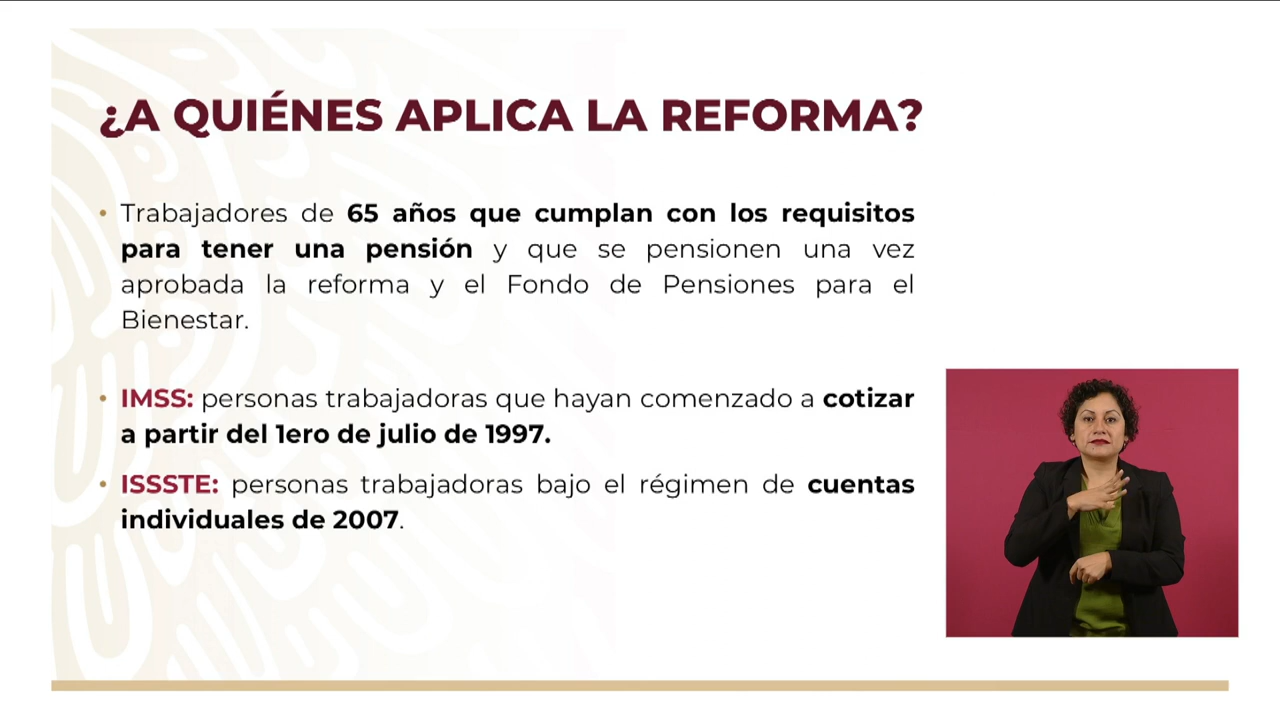 ¿A QUIÉNES APLICA LA REFORMA?
• Trabajadores de 65 años que cumplan con los requisitos
para tener una pensión y que se pensionen una vez
aprobada la reforma y el Fondo de Pensiones para el
Bienestar.
• IMSS: personas trabajadoras que hayan comenzado a cotizar
a partir del 1ero de julio de 1997.
• ISSSTE: personas trabajadoras bajo el régimen de cuentas
individuales de 2007.